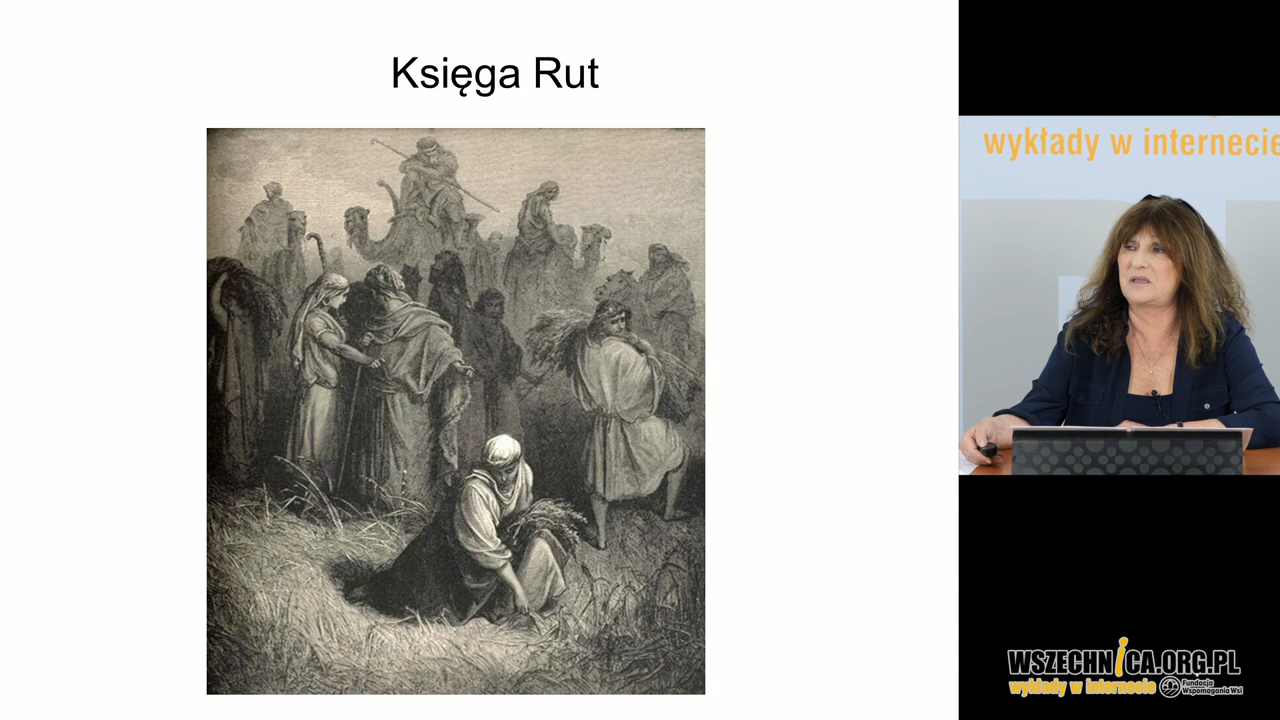 Księga Rut
wykłady w internecie
WSZECHNICA.ORG.PL
wykłady w internecie
Fundacja
Wspomagania Wsi